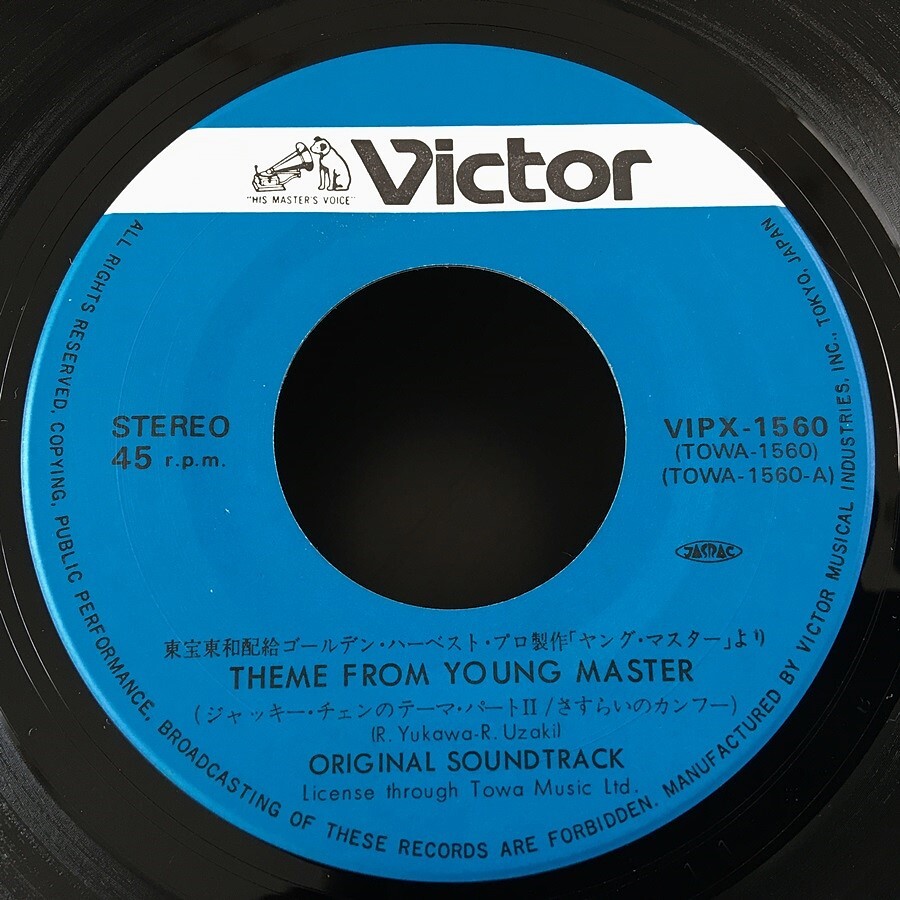 Victor
"HIS MASTER'S VOICE"
STEREO
45 r.p.m.
VIPX-1560
(TOWA-1560)
(TOWA-1560-A)
JASRAC
東宝東和配給ゴールデン・ハーベスト・プロ製作「ヤング・マスター」より
THEME FROM YOUNG MASTER
(ジャッキー・チェンのテーマ・パートII/さすらいのカンフー)
(R. Yukawa-R. Uzaki)
ORIGINAL SOUNDTRACK
License through Towa Music Ltd.
ALL RIGHTS RESERVED. COPYING, PUBLIC PERFORMANCE, BROADCASTING OF THESE RECORDS ARE FORBIDDEN. MANUFACTURED BY VICTOR MUSICAL INDUSTRIES, INC., TOKYO, JAPAN